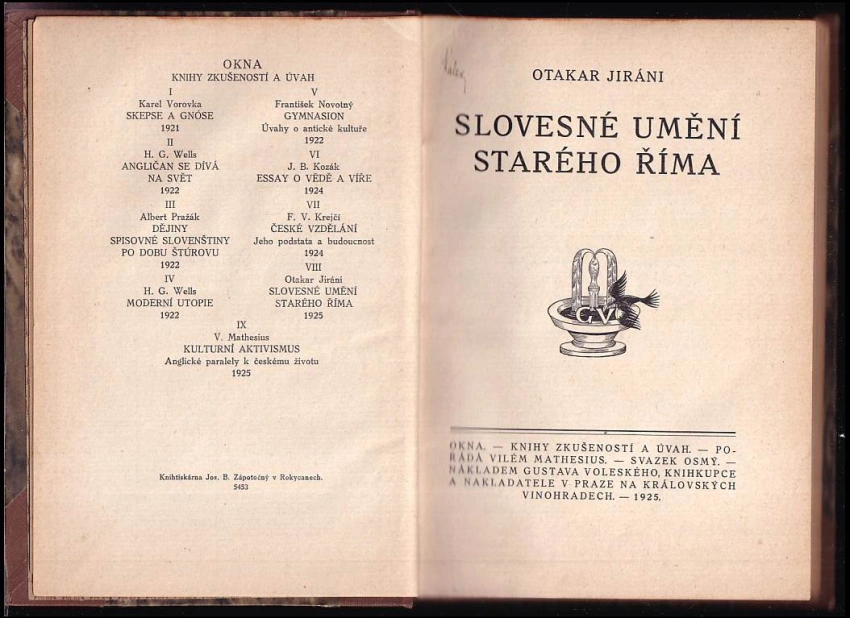 OKNA
KNIHY ZKUŠENOSTÍ A ÚVAH
I
Karel Vorovka
SKEPSE A GNÓSE
1921
II
H. G. Wells
ANGLIČAN SE DÍVÁ
NA SVĚT
1922
III
Albert Pražák
DĚJINY
SPISOVNÉ SLOVENŠTINY
PO DOBU ŠTÚROVU
1922
IV
H. G. Wells
MODERNÍ UTOPIE
1922
V
František Novotný
GYMNASION
Úvahy o antické kultuře
1922
VI
J. B. Kozák
ESSAY O VĚDĚ A VÍŘE
1924
VII
F. V. Krejčí
ČESKÉ VZDĚLÁNÍ
Jeho podstata a budoucnost
1924
VIII
Otakar Jiráni
SLOVESNÉ UMĚNÍ
STARÉHO ŘÍMA
1925
IX
V. Mathesius
KULTURNÍ AKTIVISMUS
Anglické paralely k českému životu
1925
Knihtiskárna Jos. B. Zápotočný v Rokycanech.
5453
OTAKAR JIRÁNI
SLOVESNÉ UMĚNÍ
STARÉHO ŘÍMA
GV
OKNA. — KNIHY ZKUŠENOSTÍ A ÚVAH. — PO-
ŘÁDÁ VILÉM MATHESIUS. — SVAZEK OSMÝ. —
NÁKLADEM GUSTAVA VOLESKÉHO, KNIHKUPCE
A NAKLADATELE V PRAZE NA KRÁLOVSKÝCH
VINOHRADECH. — 1925.